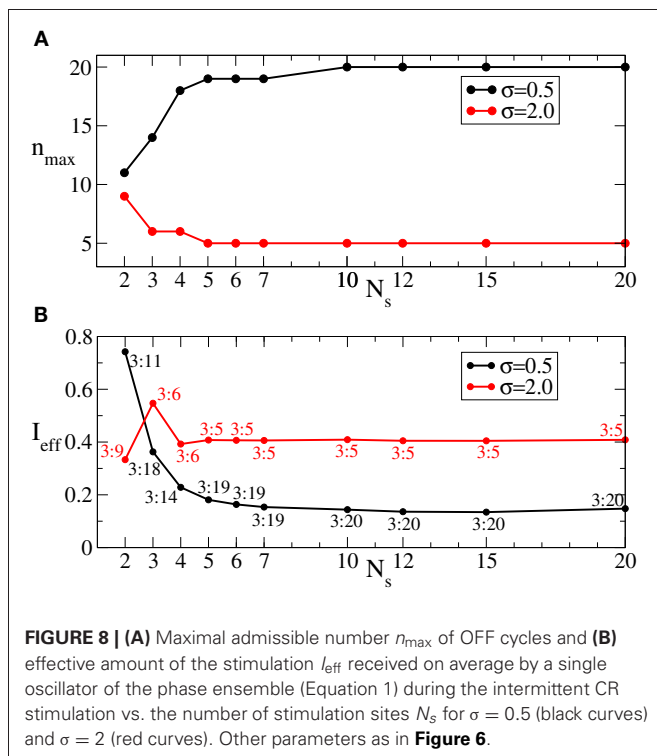 A
20
15
10
5
n_max
σ=0.5
σ=2.0
2 3 4 5 6 7 10 12 15 20
N_s
B
0.8
0.6
0.4
0.2
0
I_eff
σ=0.5
σ=2.0
3:11
3:6
3:9
3:18
3:6
3:5
3:5
3:5
3:5
3:5
3:5
3:5
3:14
3:19
3:19
3:19
3:20
3:20
3:20
3:20
2 3 4 5 6 7 10 12 15 20
N_s
FIGURE 8 | (A) Maximal admissible number n_max of OFF cycles and (B)
effective amount of the stimulation I_eff received on average by a single
oscillator of the phase ensemble (Equation 1) during the intermittent CR
stimulation vs. the number of stimulation sites N_s for σ = 0.5 (black curves)
and σ = 2 (red curves). Other parameters as in Figure 6.